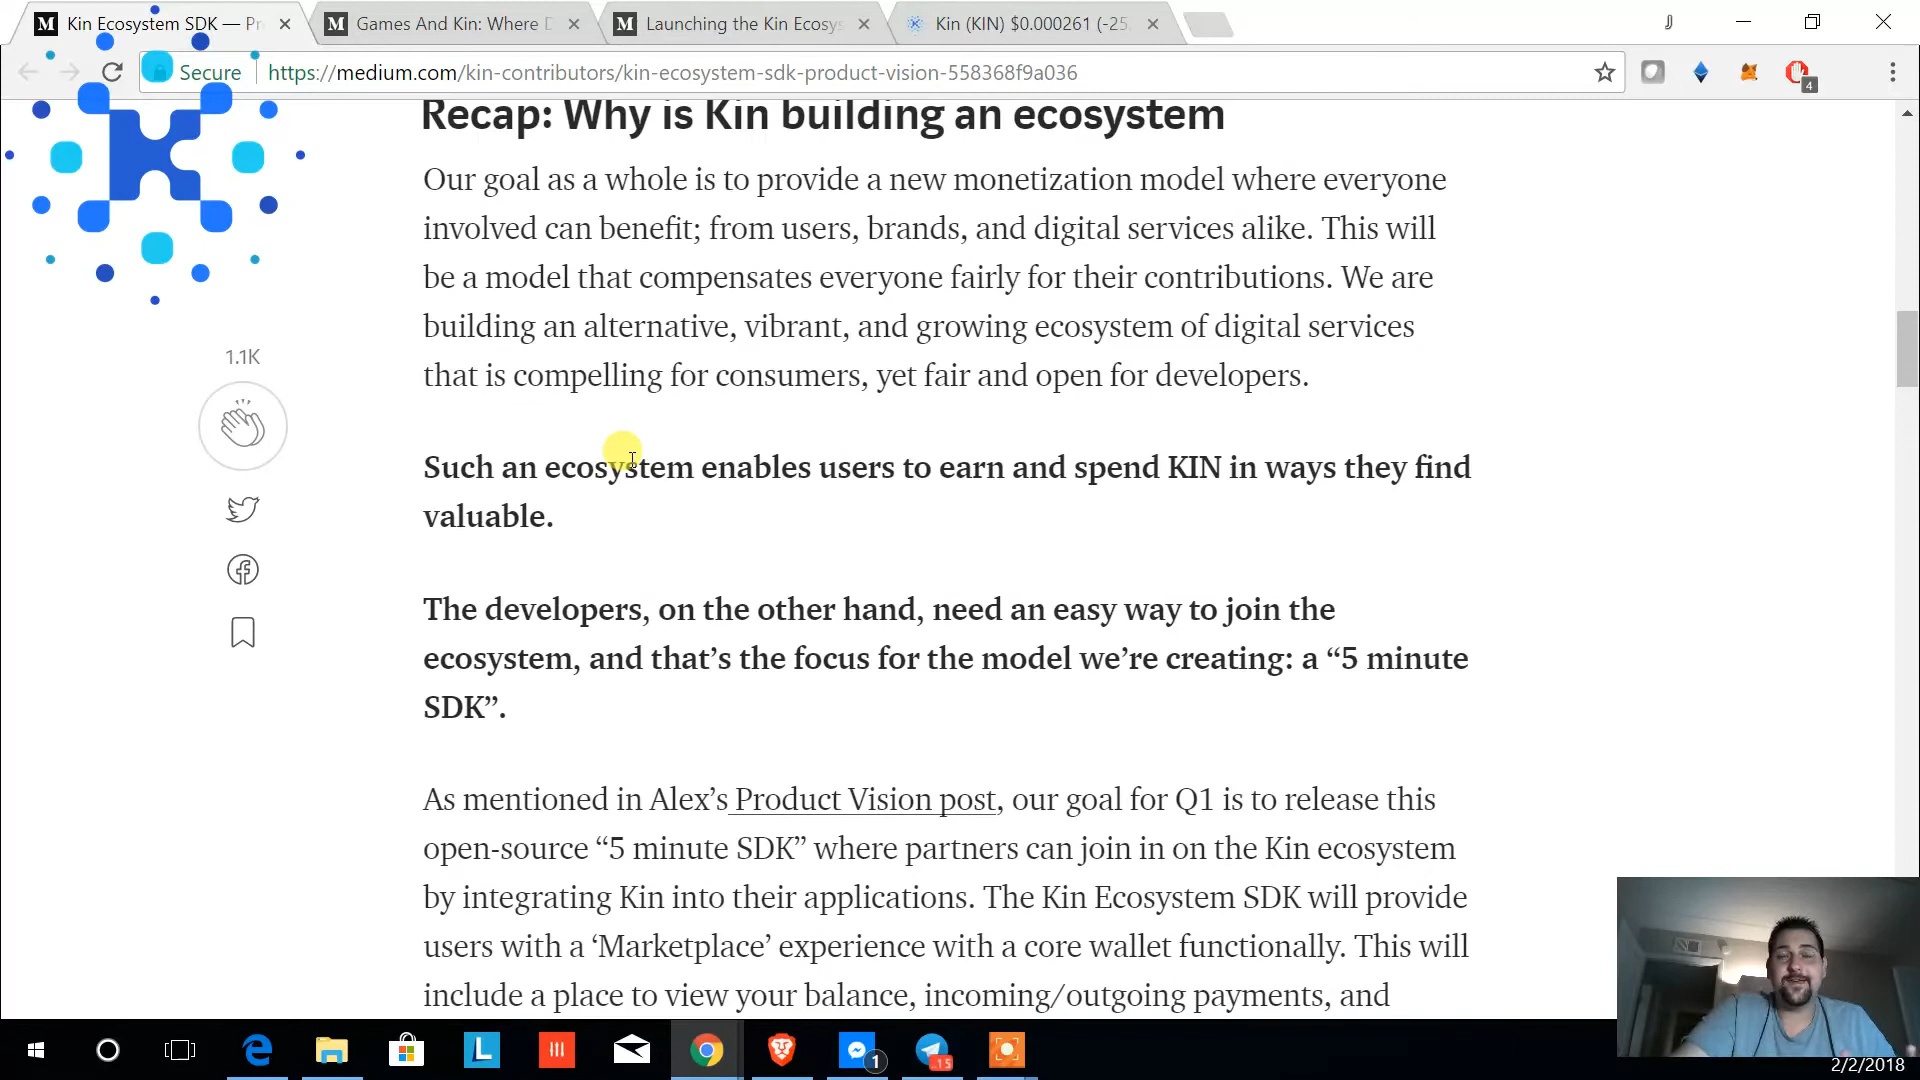 Kin Ecosystem SDK — Pr
Games And Kin: Where D
Launching the Kin Ecosys
Kin (KIN) $0.000261 (-25.
Secure
https://medium.com/kin-contributors/kin-ecosystem-sdk-product-vision-558368f9a036
4
Recap: Why is Kin building an ecosystem
Our goal as a whole is to provide a new monetization model where everyone
involved can benefit; from users, brands, and digital services alike. This will
be a model that compensates everyone fairly for their contributions. We are
building an alternative, vibrant, and growing ecosystem of digital services
that is compelling for consumers, yet fair and open for developers.
1.1K
Such an ecosystem enables users to earn and spend KIN in ways they find
valuable.
The developers, on the other hand, need an easy way to join the
ecosystem, and that’s the focus for the model we’re creating: a “5 minute
SDK”.
As mentioned in Alex’s Product Vision post, our goal for Q1 is to release this
open-source “5 minute SDK” where partners can join in on the Kin ecosystem
by integrating Kin into their applications. The Kin Ecosystem SDK will provide
users with a ‘Marketplace’ experience with a core wallet functionally. This will
include a place to view your balance, incoming/outgoing payments, and
1
15
2/2/2018